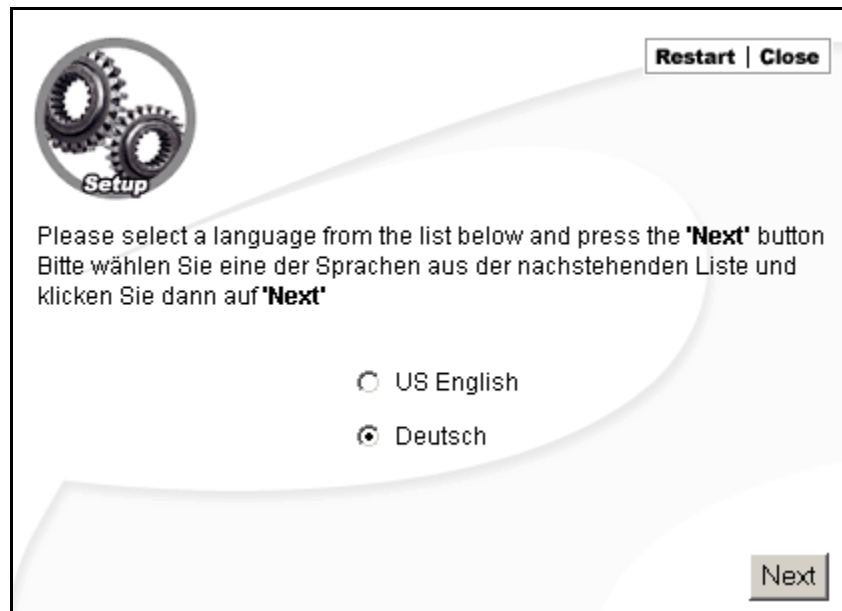 Restart | Close
Setup
Please select a language from the list below and press the 'Next' button
Bitte wählen Sie eine der Sprachen aus der nachstehenden Liste und
klicken Sie dann auf 'Next'
US English
Deutsch
Next